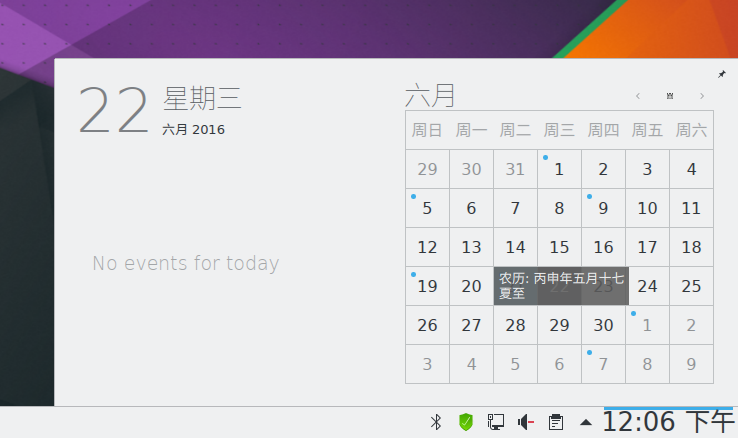 22 星期三
六月 2016
No events for today
六月
周日 周一 周二 周三 周四 周五 周六
29 30 31 1 2 3 4
5 6 7 8 9 10 11
12 13 14 15 16 17 18
19 20 22 23 24 25
农历: 丙申年五月十七
夏至
26 27 28 29 30 1 2
3 4 5 6 7 8 9
12:06 下午